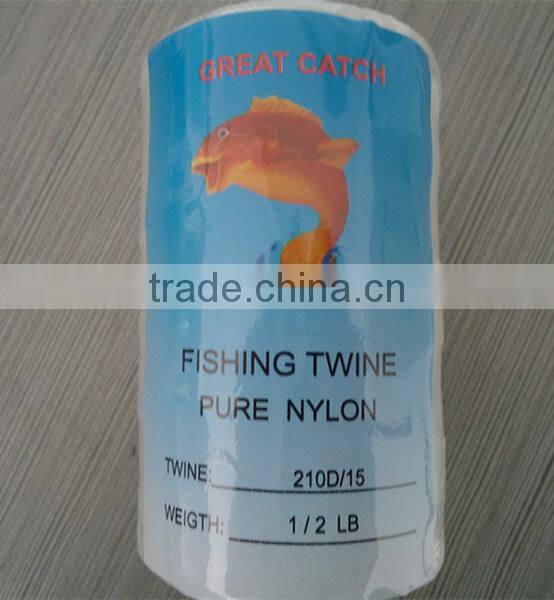 GREAT CATCH
trade.china.cn
FISHING TWINE
PURE NYLON
TWINE: 210D/15
WEIGTH: 1/2 LB